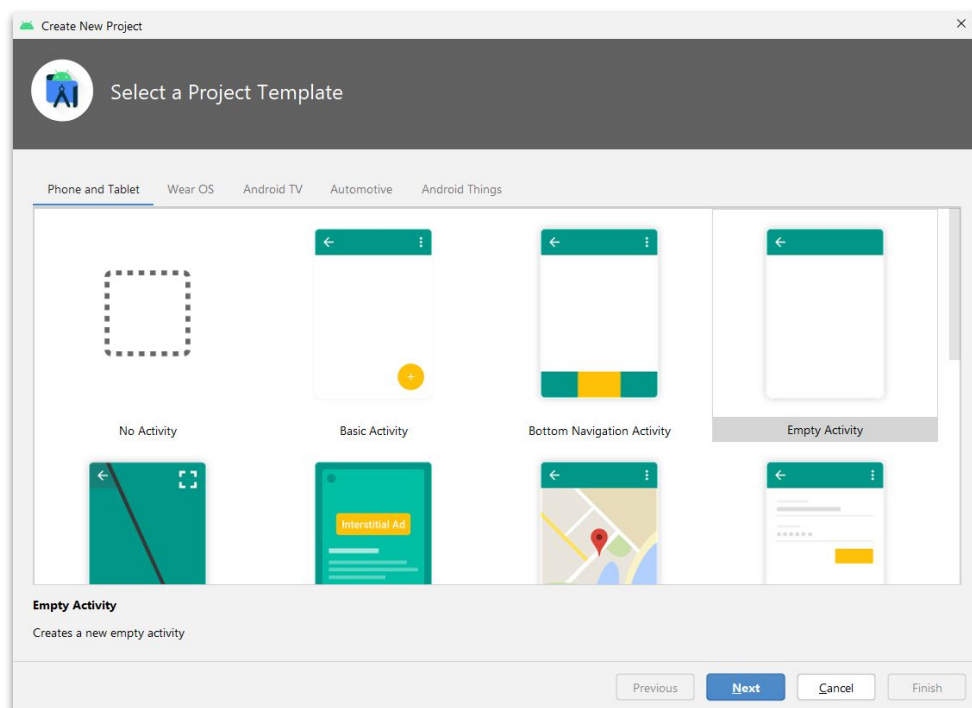 Create New Project
Select a Project Template
Phone and Tablet Wear OS Android TV Automotive Android Things
No Activity Basic Activity Bottom Navigation Activity Empty Activity
Interstitial Ad
Empty Activity
Creates a new empty activity
Previous Next Cancel Finish